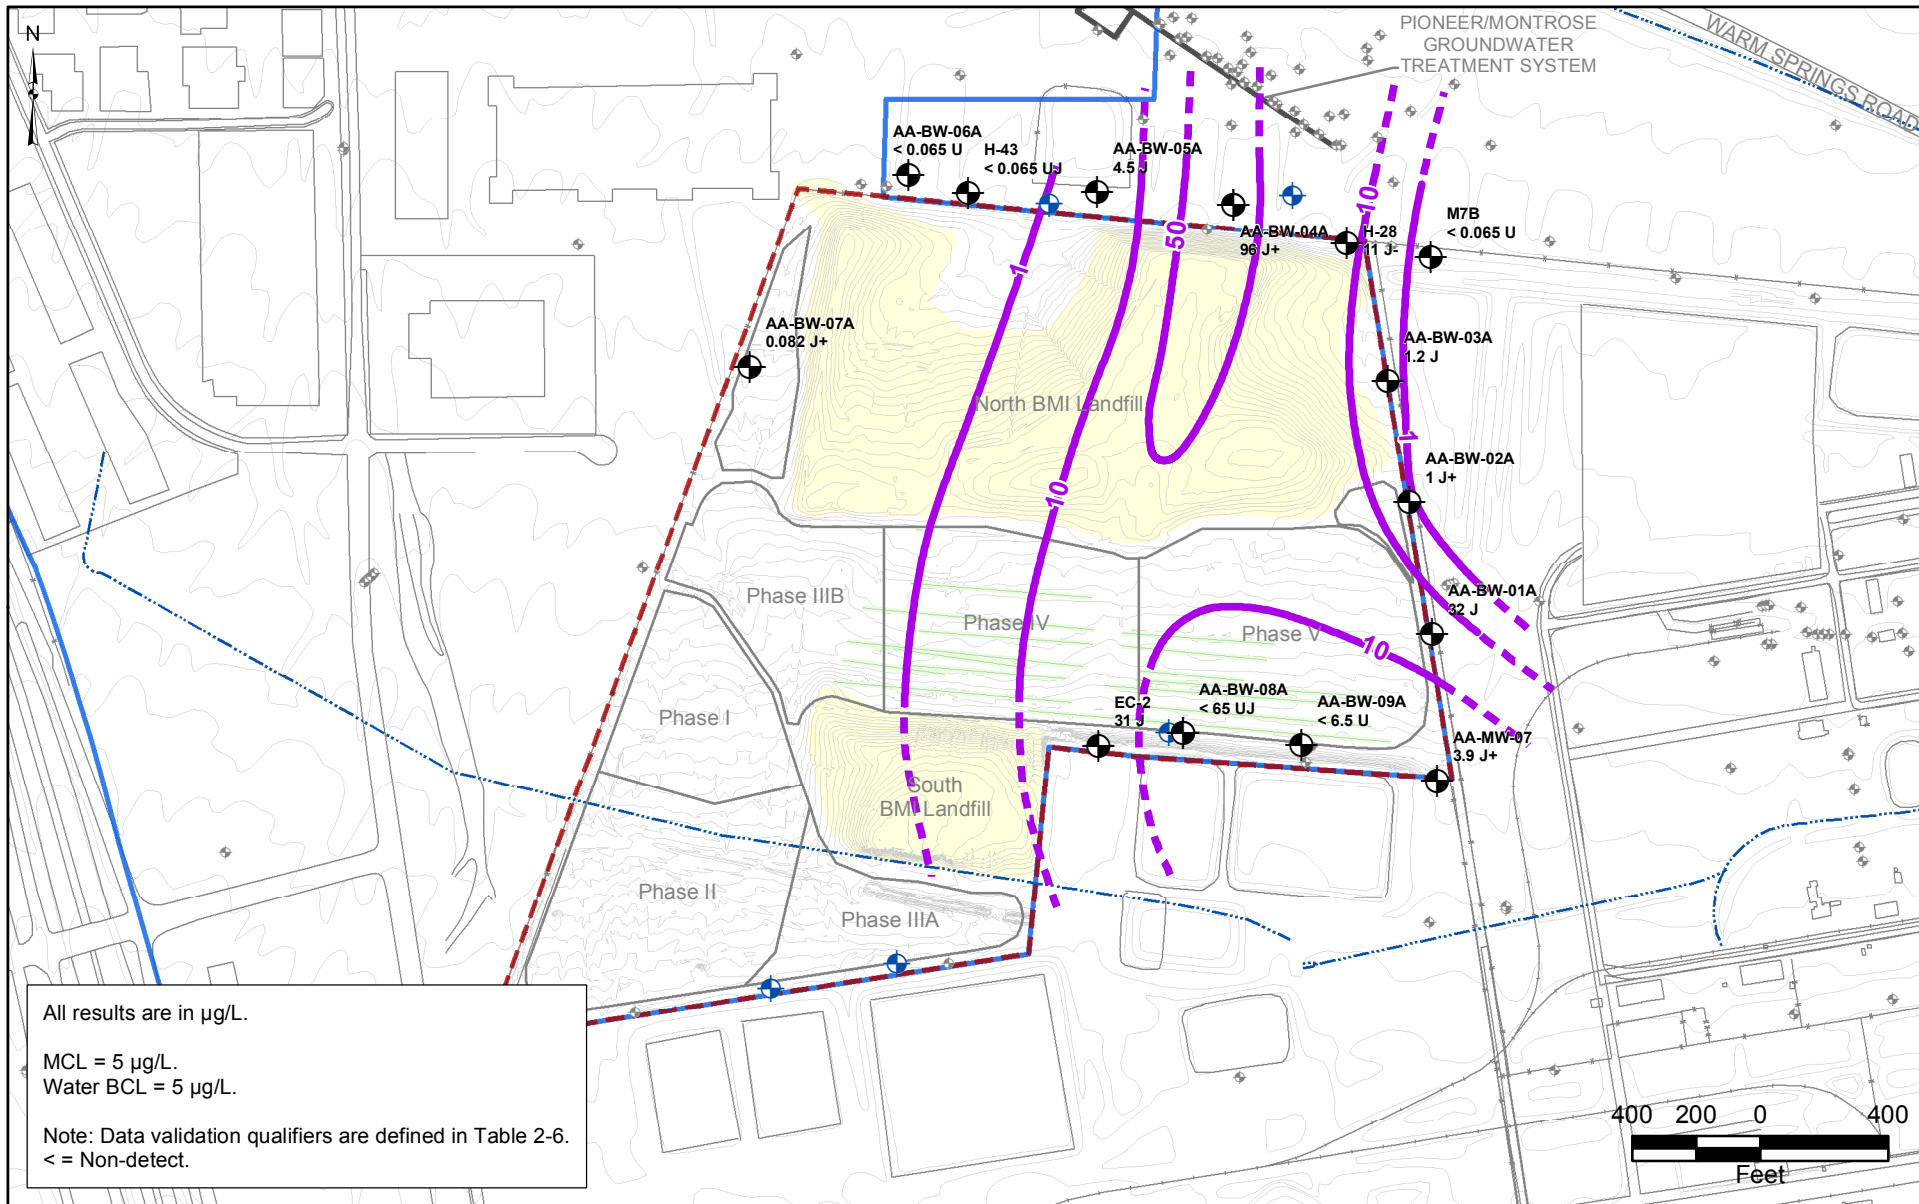 N
PIONEER/MONTROSE
GROUNDWATER
TREATMENT SYSTEM
WARM SPRINGS ROAD
AA-BW-06A
< 0.065 U
H-43
< 0.065 UJ
AA-BW-05A
4.5 J
AA-BW-04A
96 J+
H-28
11 J-
M7B
< 0.065 U
10
50
1
AA-BW-07A
0.082 J+
AA-BW-03A
1.2 J
North BMI Landfill
1
AA-BW-02A
1 J+
10
Phase IIIB
Phase IV
Phase V
AA-BW-01A
32 J
10
Phase I
EC-2
31 J
AA-BW-08A
< 65 UJ
AA-BW-09A
< 6.5 U
AA-MW-07
3.9 J+
South
BMI Landfill
Phase II
Phase IIIA
All results are in µg/L.
MCL = 5 µg/L.
Water BCL = 5 µg/L.
Note: Data validation qualifiers are defined in Table 2-6.
< = Non-detect.
400 200 0 400
Feet